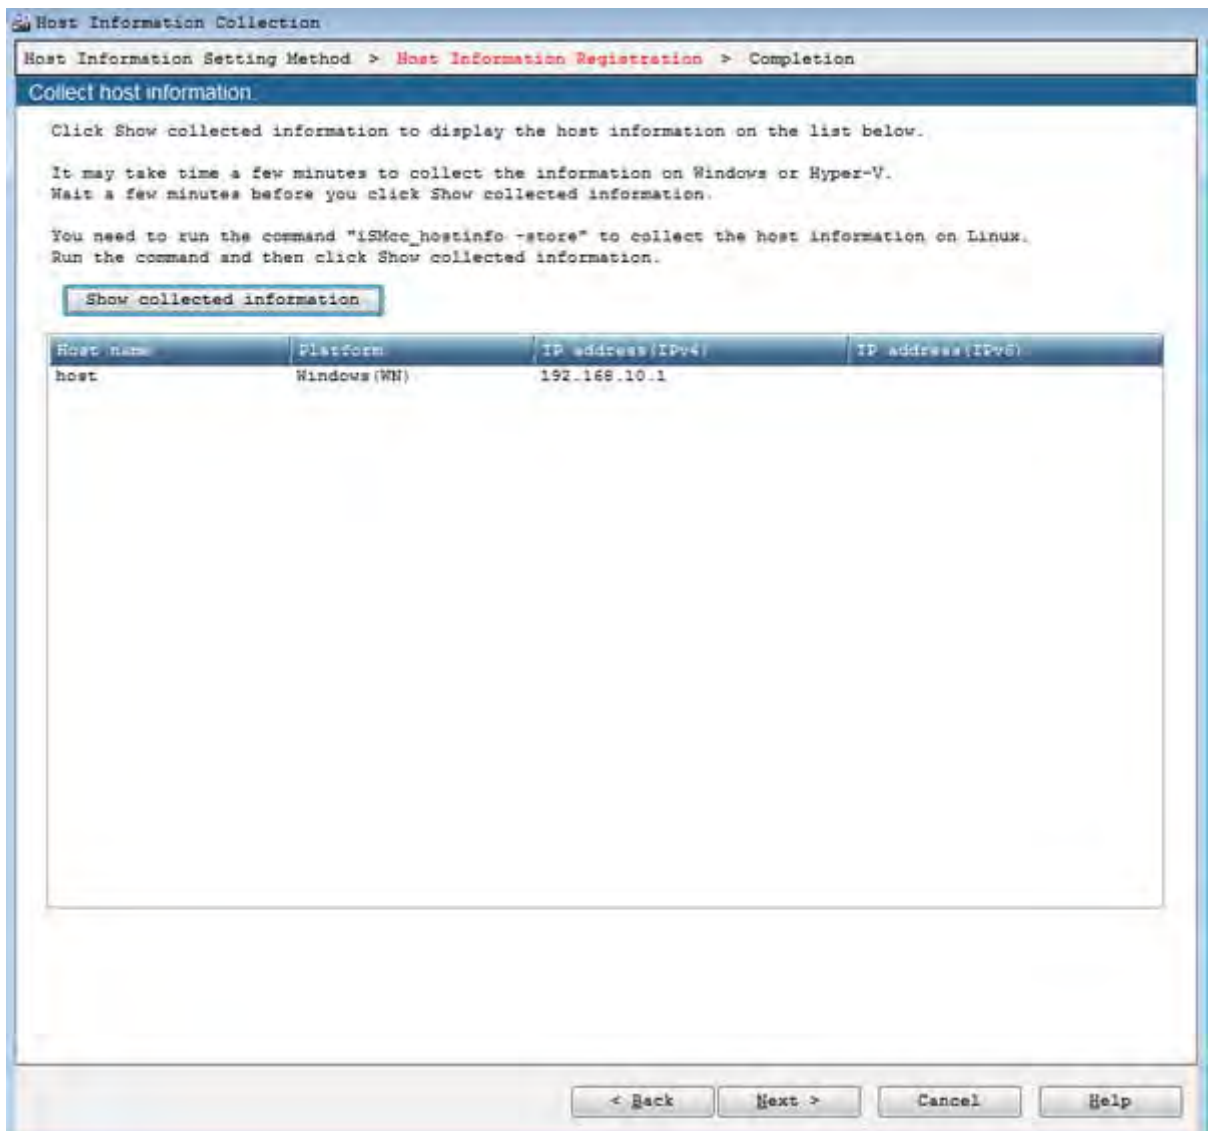 Host Information Collection
Host Information Setting Method > Host Information Registration > Completion
Collect host information.
Click Show collected information to display the host information on the list below.
It may take time a few minutes to collect the information on Windows or Hyper-V.
Wait a few minutes before you click Show collected information.
You need to run the command "iSMcc_hostinfo -store" to collect the host information on Linux.
Run the command and then click Show collected information.
Show collected information
Host name Platform IP address(IPv4) IP address(IPv6)
host Windows(WN) 192.168.10.1
< Back Next > Cancel Help